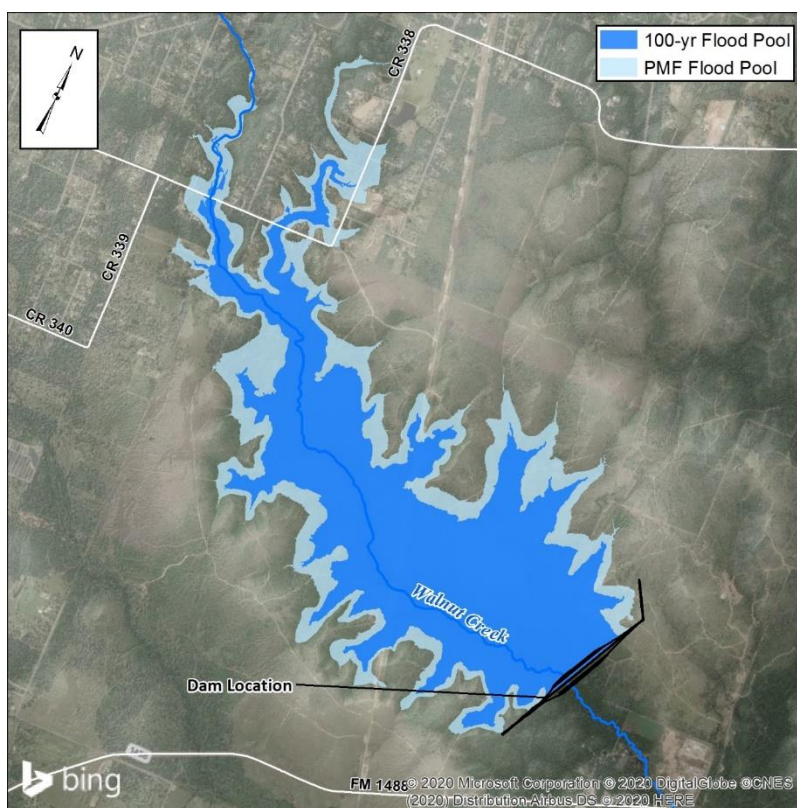 N
100-yr Flood Pool
PMF Flood Pool
CR 338
CR 339
CR 340
Walnut Creek
Dam Location
bing
FM 1488
© 2020 Microsoft Corporation © 2020 DigitalGlobe ©CNES
(2020) Distribution Airbus DS © 2020 HERE